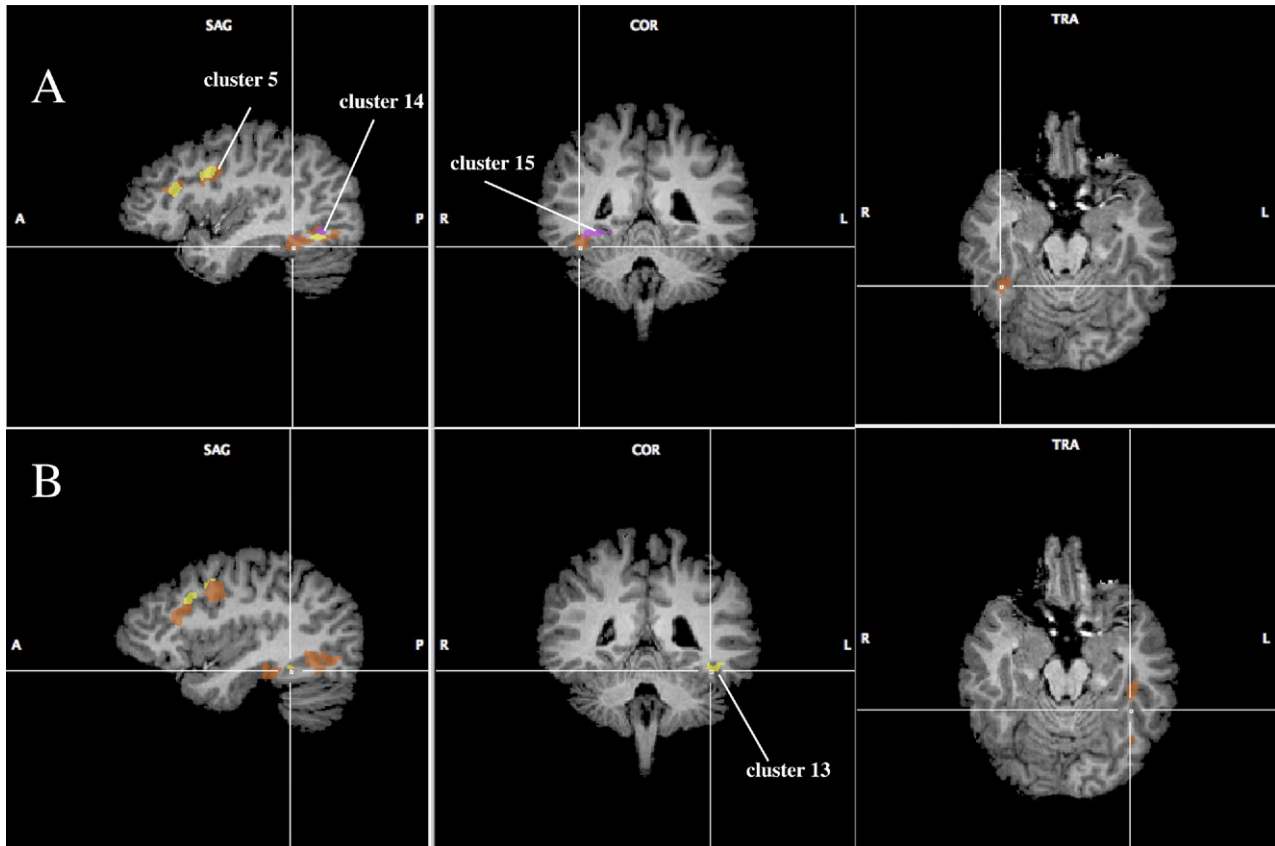 SAG
COR
TRA
A
cluster 5
cluster 14
cluster 15
A
P
R
L
R
L
SAG
COR
TRA
B
A
P
R
L
R
L
cluster 13